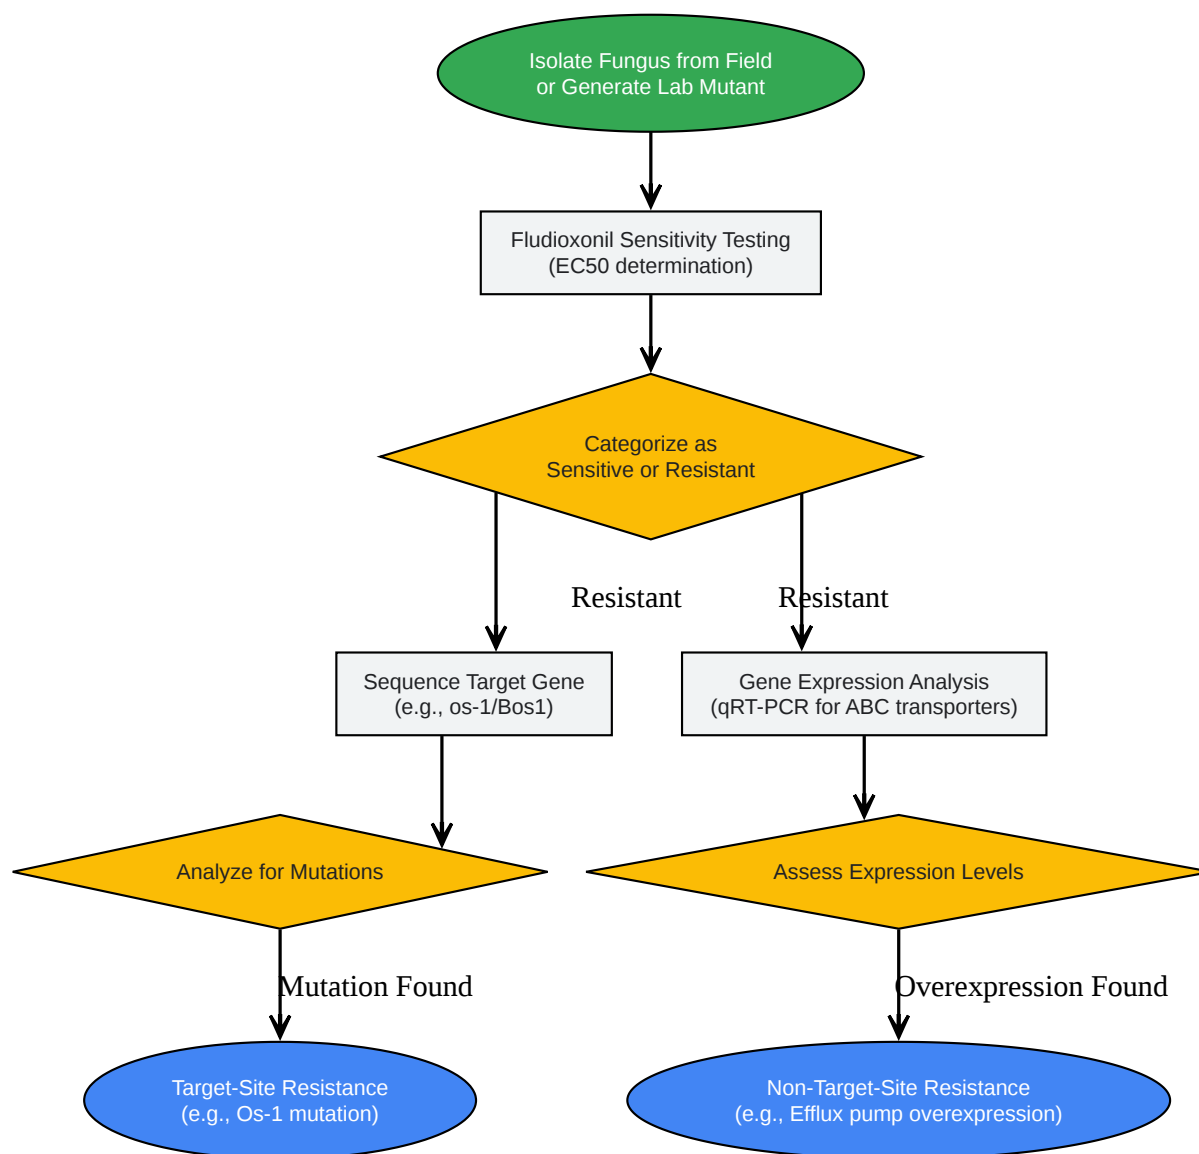 Isolate Fungus from Field
or Generate Lab Mutant
Fludioxonil Sensitivity Testing
(EC50 determination)
Categorize as
Sensitive or Resistant
Resistant
Resistant
Sequence Target Gene
(e.g., os-1/Bos1)
Gene Expression Analysis
(qRT-PCR for ABC transporters)
Analyze for Mutations
Assess Expression Levels
Mutation Found
Overexpression Found
Target-Site Resistance
(e.g., Os-1 mutation)
Non-Target-Site Resistance
(e.g., Efflux pump overexpression)